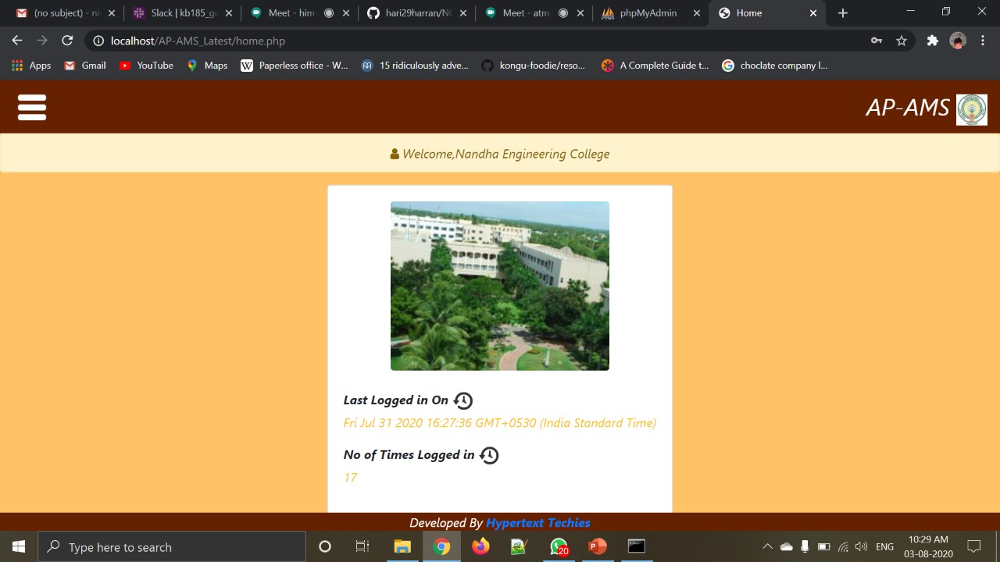 (no subject) - ni
Slack | kb185_g
Meet - him
hari29harran/NC
Meet - atm
phpMyAdmin
Home
localhost/AP-AMS_Latest/home.php
Apps
Gmail
YouTube
Maps
Paperless office - W...
15 ridiculously adve...
kongu-foodie/reso...
A Complete Guide t...
choclate company l...
AP-AMS
Welcome,Nandha Engineering College
Last Logged in On
Fri Jul 31 2020 16:27:36 GMT+0530 (India Standard Time)
No of Times Logged in
17
Developed By Hypertext Techies
Type here to search
20
ENG
10:29 AM
03-08-2020